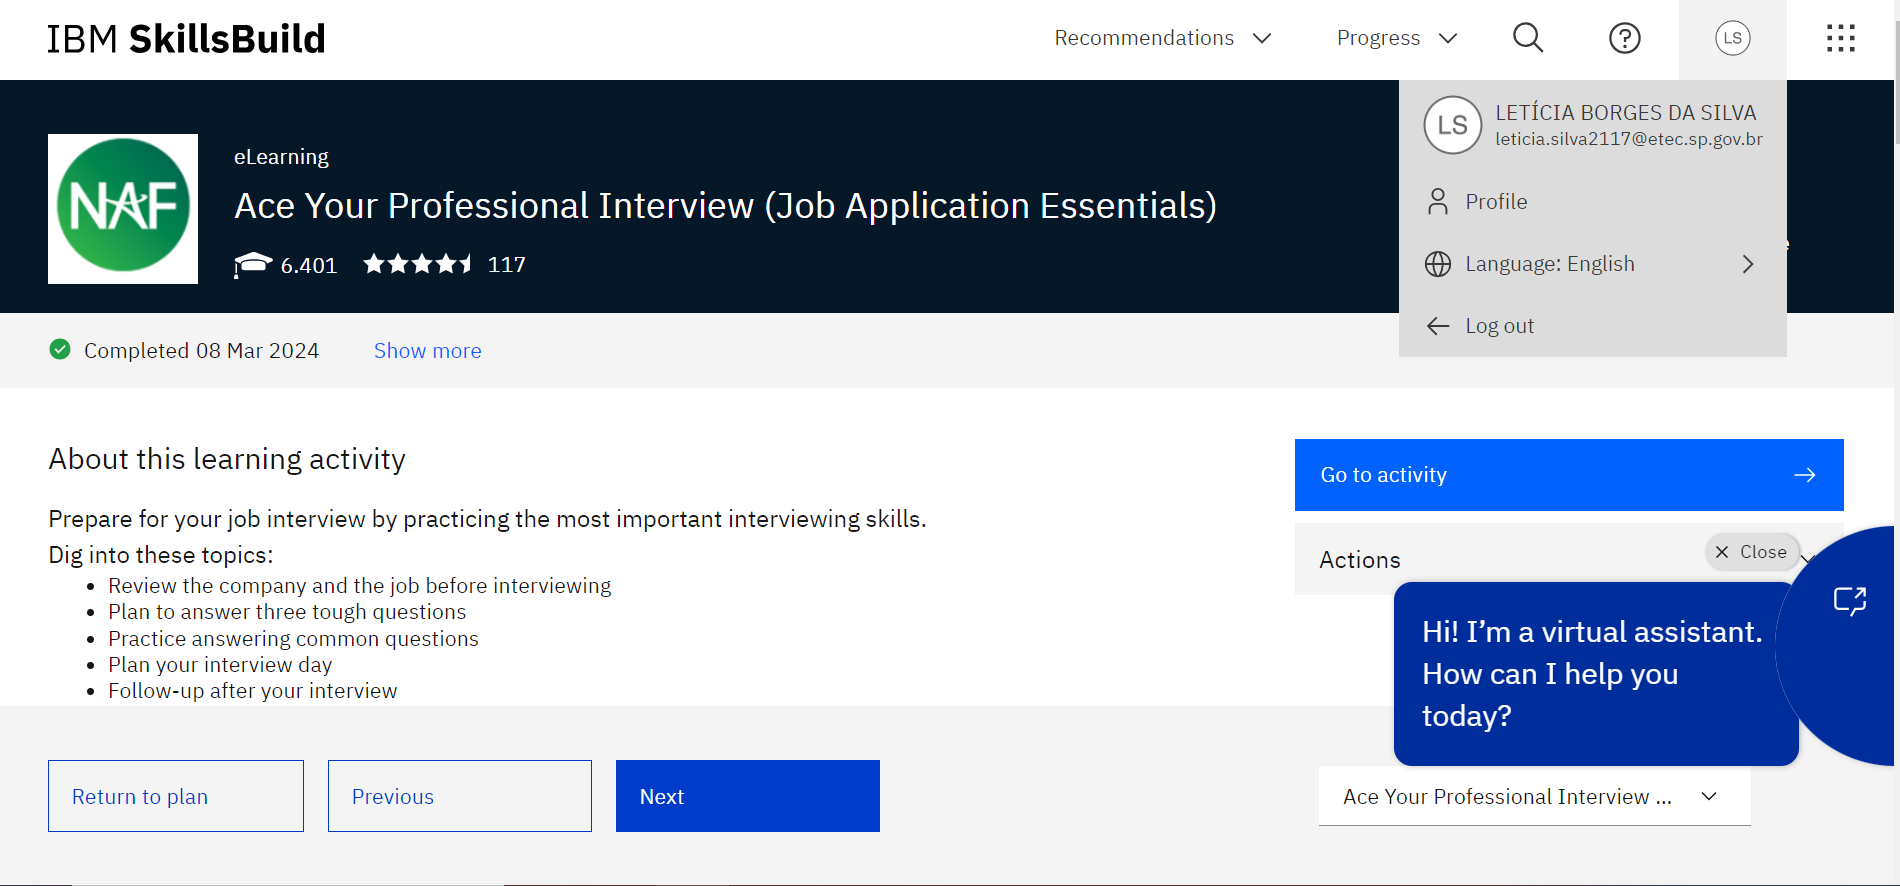 IBM SkillsBuild
Recommendations
Progress
LS
LS
LETÍCIA BORGES DA SILVA
leticia.silva2117@etec.sp.gov.br
Profile
Language: English
Log out
NAF
eLearning
Ace Your Professional Interview (Job Application Essentials)
6.401
117
Completed 08 Mar 2024
Show more
About this learning activity
Prepare for your job interview by practicing the most important interviewing skills.
Dig into these topics:
Review the company and the job before interviewing
Plan to answer three tough questions
Practice answering common questions
Plan your interview day
Follow-up after your interview
Go to activity
Actions
Close
Hi! I’m a virtual assistant.
How can I help you
today?
Return to plan
Previous
Next
Ace Your Professional Interview ...